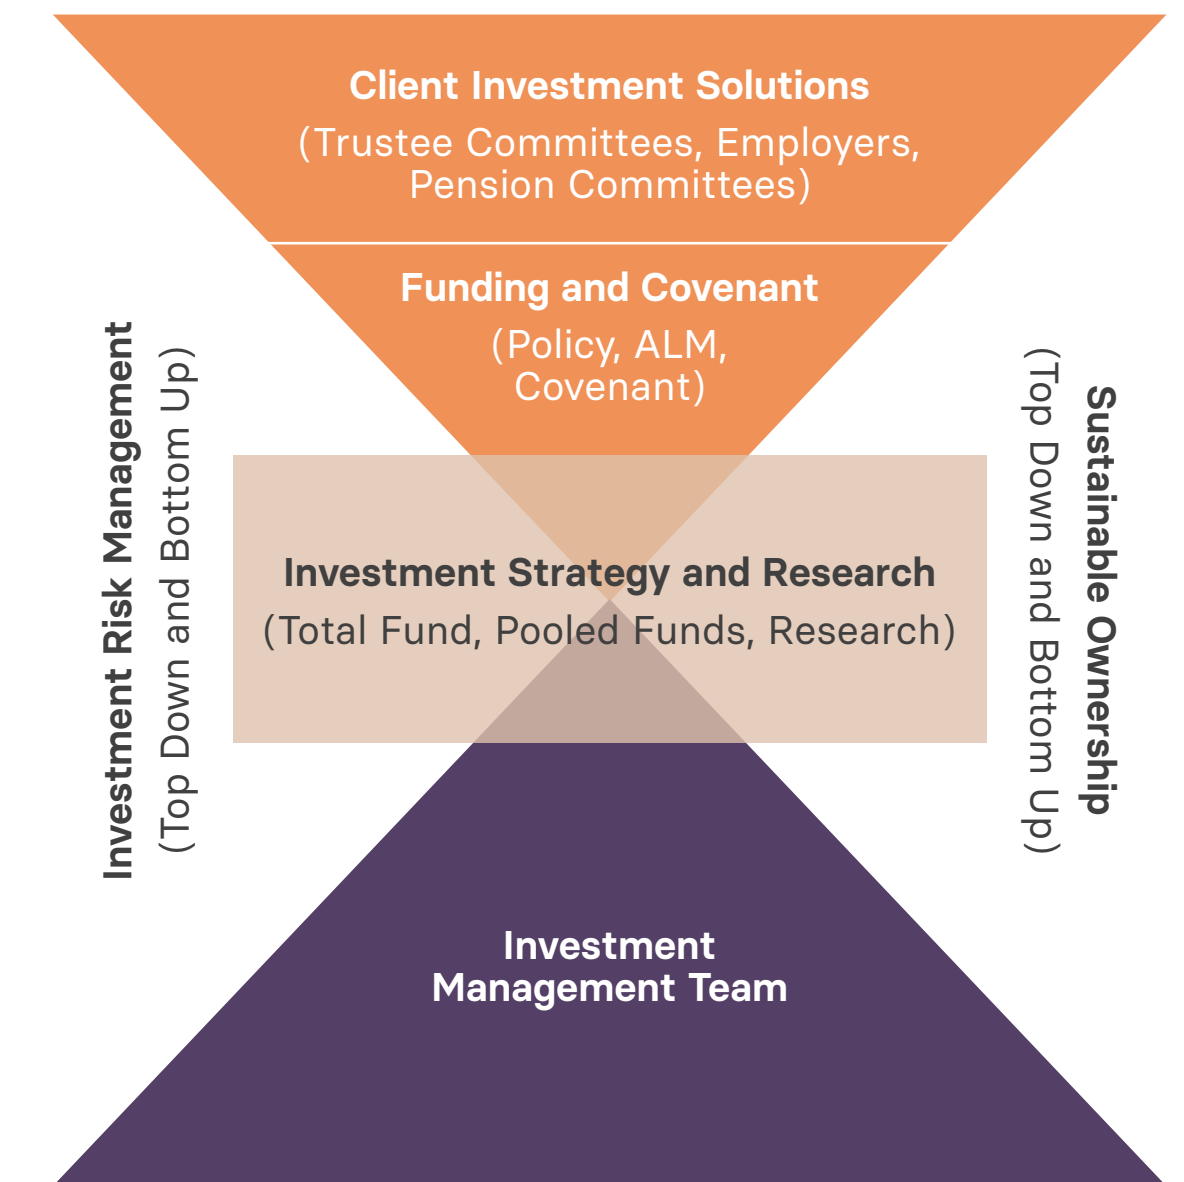 Client Investment Solutions
(Trustee Committees, Employers,
Pension Committees)
Funding and Covenant
(Policy, ALM,
Covenant)
Investment Risk Management
(Top Down and Bottom Up)
Investment Strategy and Research
(Total Fund, Pooled Funds, Research)
Sustainable Ownership
(Top Down and Bottom Up)
Investment
Management Team